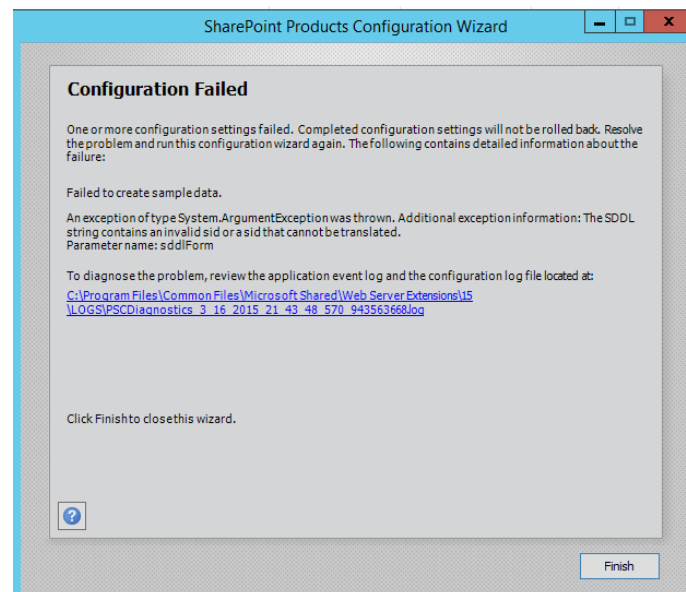 SharePoint Products Configuration Wizard
Configuration Failed
One or more configuration settings failed. Completed configuration settings will not be rolled back. Resolve
the problem and run this configuration wizard again. The following contains detailed information about the
failure:
Failed to create sample data.
An exception of type System.ArgumentException was thrown. Additional exception information: The SDDL
string contains an invalid sid or a sid that cannot be translated.
Parameter name: sddlForm
To diagnose the problem, review the application event log and the configuration log file located at:
C:\Program Files\Common Files\Microsoft Shared\Web Server Extensions\15
\LOGS\PSCDiagnostics_3_16_2015_21_43_48_570_943563668.log
Click Finish to close this wizard.
Finish